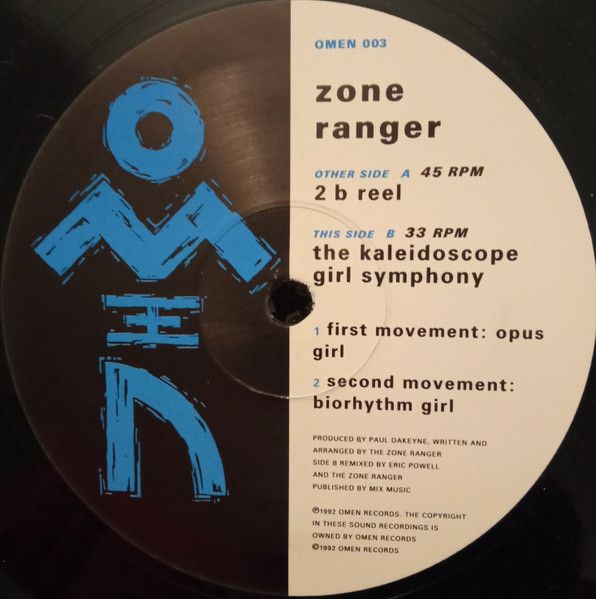 OMEN
OMEN 003
zone
ranger
OTHER SIDE A 45 RPM
2 b reel
THIS SIDE B 33 RPM
the kaleidoscope
girl symphony
1 first movement: opus
girl
2 second movement:
biorhythm girl
PRODUCED BY PAUL DAKEYNE, WRITTEN AND
ARRANGED BY THE ZONE RANGER
SIDE B REMIXED BY ERIC POWELL
AND THE ZONE RANGER
PUBLISHED BY MIX MUSIC
℗1992 OMEN RECORDS. THE COPYRIGHT
IN THESE SOUND RECORDINGS IS
OWNED BY OMEN RECORDS
©1992 OMEN RECORDS